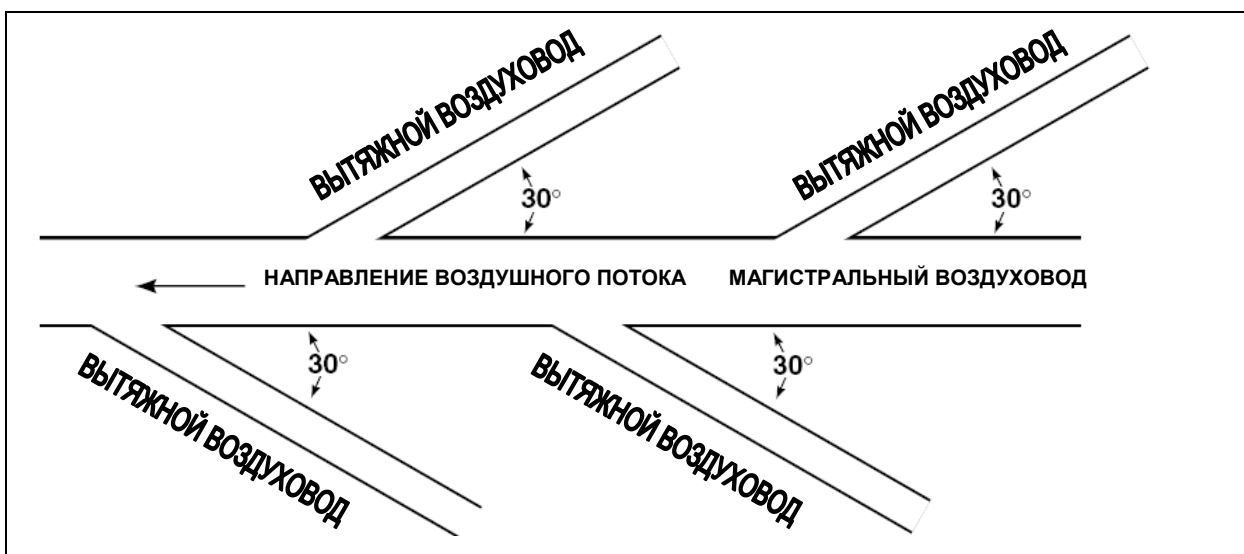 ВЫТЯЖНОЙ ВОЗДУХОВОД
ВЫТЯЖНОЙ ВОЗДУХОВОД
30°
30°
НАПРАВЛЕНИЕ ВОЗДУШНОГО ПОТОКА
МАГИСТРАЛЬНЫЙ ВОЗДУХОВОД
30°
30°
ВЫТЯЖНОЙ ВОЗДУХОВОД
ВЫТЯЖНОЙ ВОЗДУХОВОД